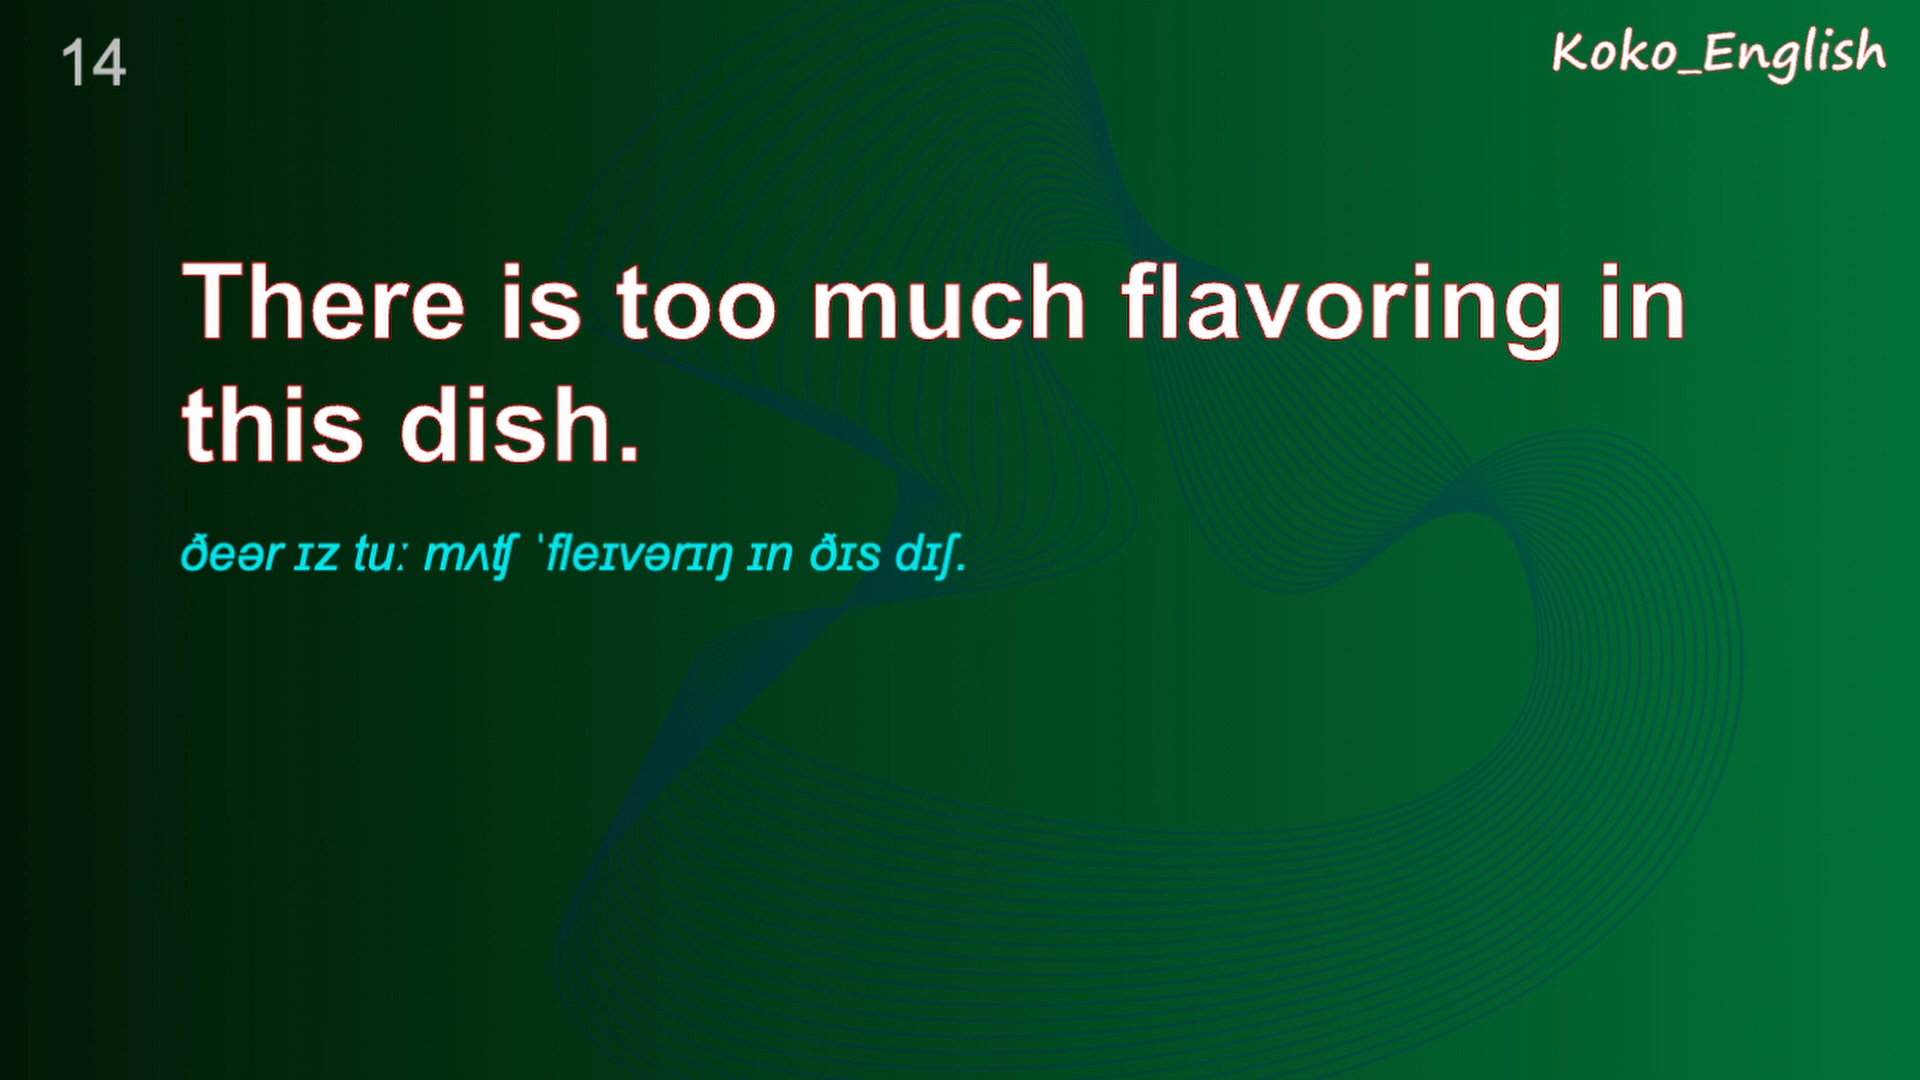 14
Koko_English
There is too much flavoring in
this dish.
ðeər ɪz tuː mʌʧ ˈfleɪvərɪŋ ɪn ðɪs dɪʃ.